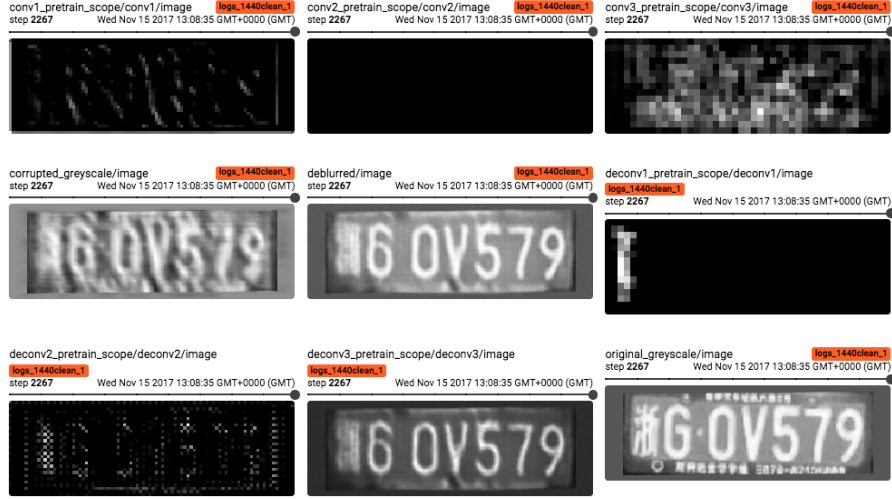 conv1_pretrain_scope/conv1/image
logs_1440clean_1
step 2267 Wed Nov 15 2017 13:08:35 GMT+0000 (GMT)
conv2_pretrain_scope/conv2/image
logs_1440clean_1
step 2267 Wed Nov 15 2017 13:08:35 GMT+0000 (GMT)
conv3_pretrain_scope/conv3/image
logs_1440clean_1
step 2267 Wed Nov 15 2017 13:08:35 GMT+0000 (GMT)
corrupted_greyscale/image
logs_1440clean_1
step 2267 Wed Nov 15 2017 13:08:35 GMT+0000 (GMT)
G 0V579
deblurred/image
logs_1440clean_1
step 2267 Wed Nov 15 2017 13:08:35 GMT+0000 (GMT)
6 0V579
deconv1_pretrain_scope/deconv1/image
logs_1440clean_1
step 2267 Wed Nov 15 2017 13:08:35 GMT+0000 (GMT)
deconv2_pretrain_scope/deconv2/image
logs_1440clean_1
step 2267 Wed Nov 15 2017 13:08:35 GMT+0000 (GMT)
deconv3_pretrain_scope/deconv3/image
logs_1440clean_1
step 2267 Wed Nov 15 2017 13:08:35 GMT+0000 (GMT)
6 0V579
original_greyscale/image
logs_1440clean_1
step 2267 Wed Nov 15 2017 13:08:35 GMT+0000 (GMT)
浙G·0V579